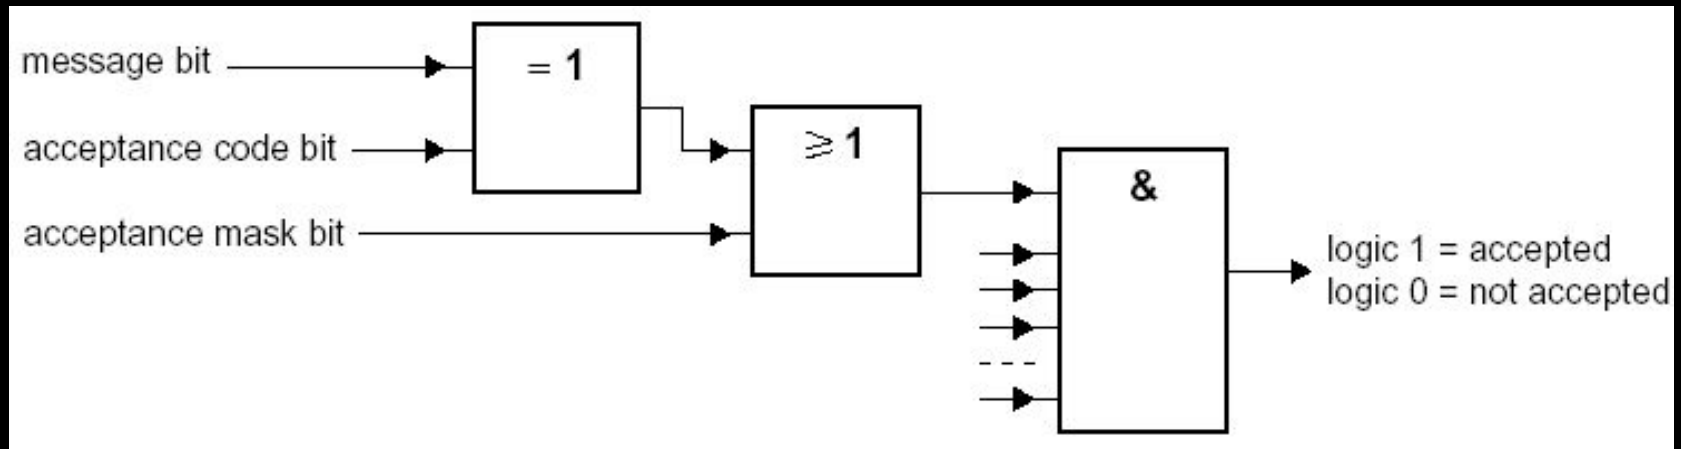 message bit
= 1
acceptance code bit
≥ 1
acceptance mask bit
&
logic 1 = accepted
logic 0 = not accepted